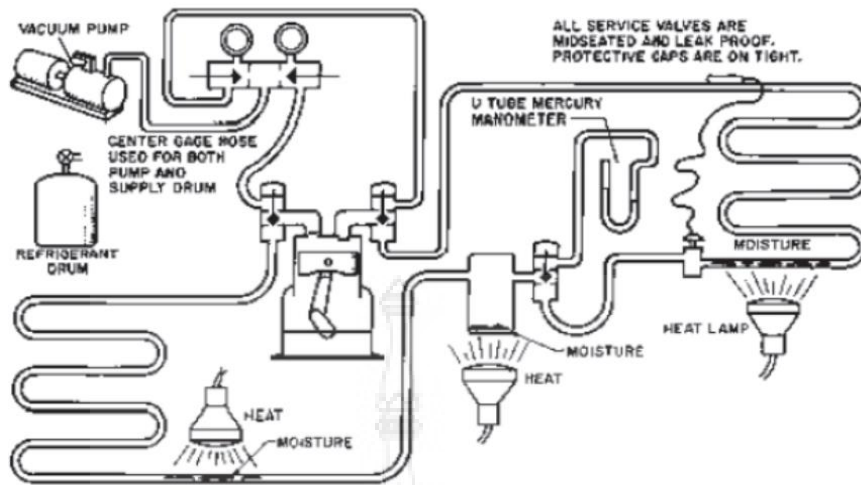 VACUUM PUMP
ALL SERVICE VALVES ARE
MIDSEATED AND LEAK PROOF.
PROTECTIVE CAPS ARE ON TIGHT.
U TUBE MERCURY
MANOMETER
CENTER GAGE HOSE
USED FOR BOTH
PUMP AND
SUPPLY DRUM
REFRIGERANT
DRUM
MOISTURE
HEAT LAMP
MOISTURE
HEAT
HEAT
MOISTURE